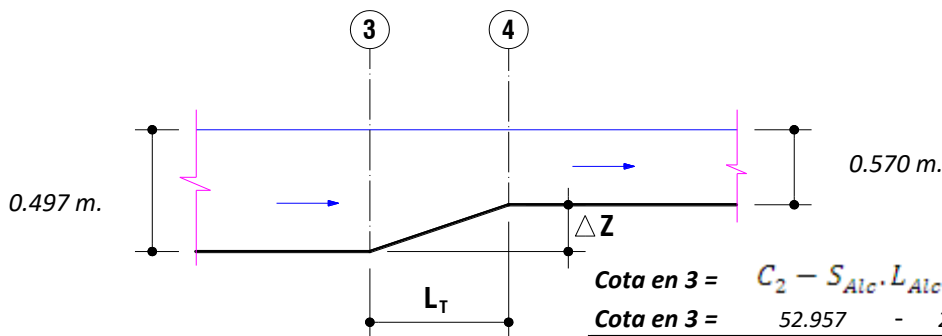 3 4
0.497 m.
0.570 m.
△ Z
L_T
Cota en 3 = C₂ − S_Alc.L_Alc
Cota en 3 = 52.957 -